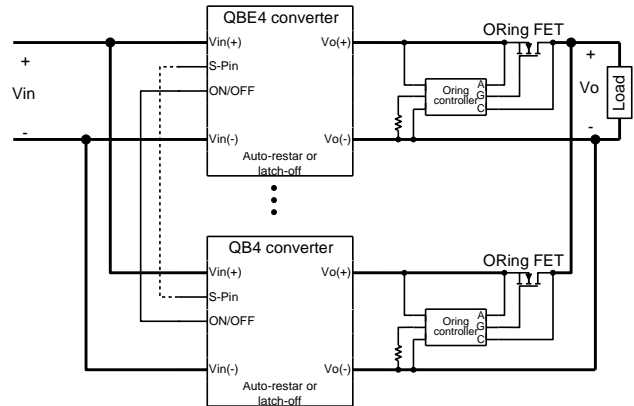 QBE4 converter
ORing FET
Vin(+)
Vo(+)
+
+
S-Pin
Oring
controller
A
G
C
Vin
ON/OFF
Vo
Load
-
-
Vin(-)
Vo(-)
Auto-restar or
latch-off
QB4 converter
ORing FET
Vin(+)
Vo(+)
S-Pin
Oring
controller
A
G
C
ON/OFF
Vin(-)
Vo(-)
Auto-restar or
latch-off